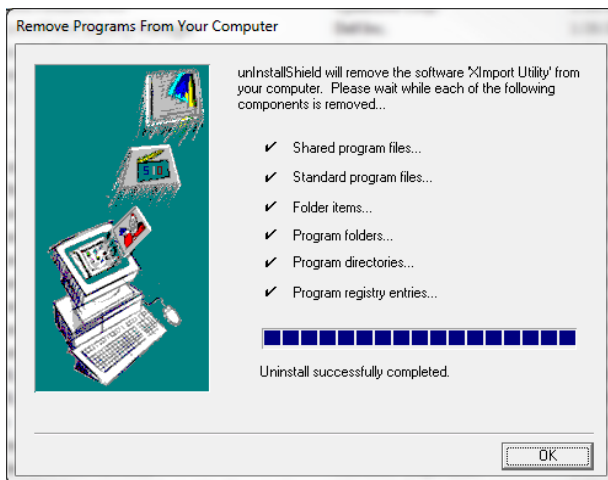 Remove Programs From Your Computer
unInstallShield will remove the software 'XImport Utility' from
your computer.  Please wait while each of the following
components is removed...
✔ Shared program files...
✔ Standard program files...
✔ Folder items...
✔ Program folders...
✔ Program directories...
✔ Program registry entries...
Uninstall successfully completed.
OK